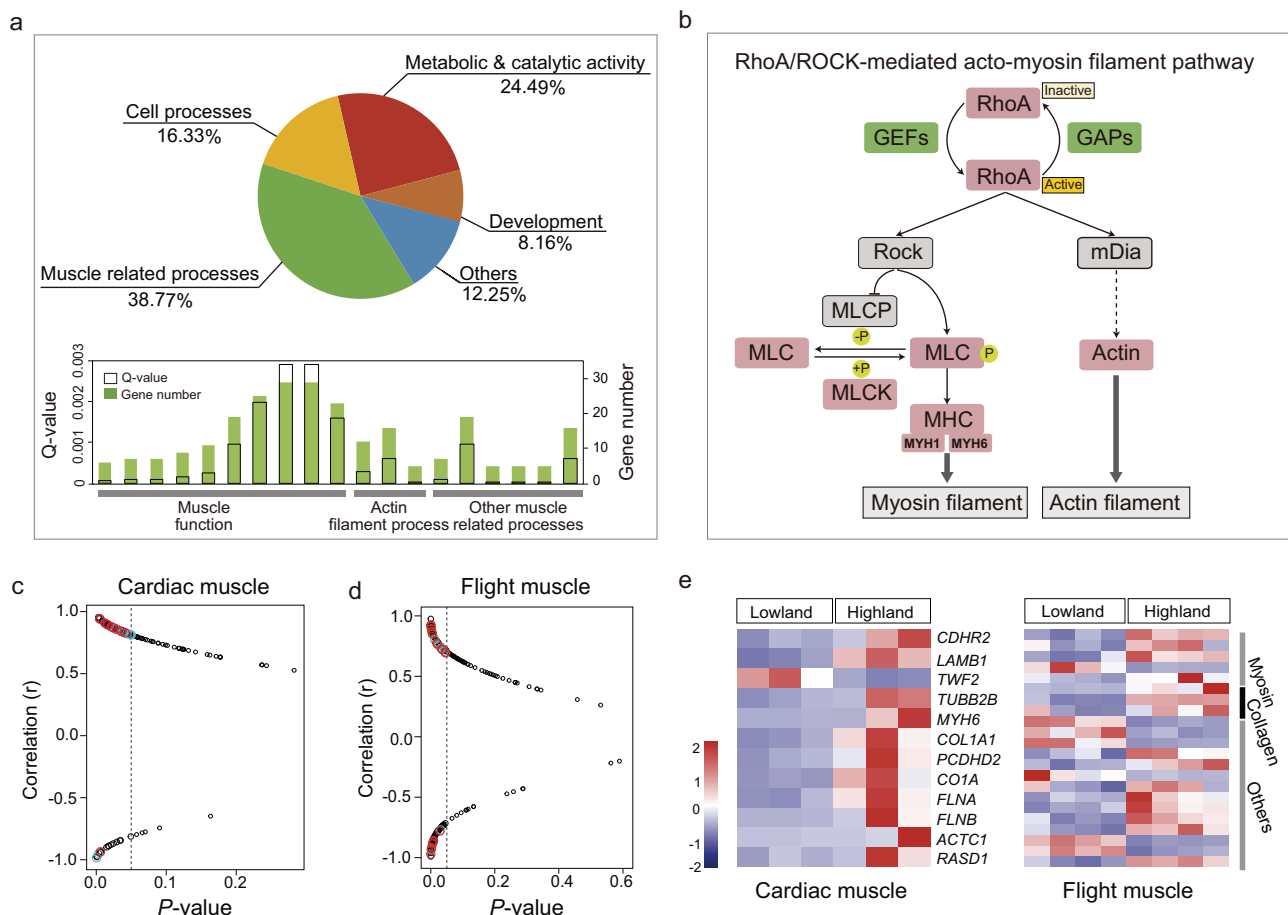 a
Metabolic & catalytic activity
24.49%
Cell processes
16.33%
Development
8.16%
Muscle related processes
38.77%
Others
12.25%
Q-value
0.003
0.002
0.001
0
Q-value
Gene number
30
20
10
0
Gene number
Muscle
function
Actin
filament process
Other muscle
related processes
b
RhoA/ROCK-mediated acto-myosin filament pathway
RhoA
Inactive
GEFs
GAPs
RhoA
Active
Rock
mDia
MLCP
-P
MLC
MLC
P
Actin
+P
MLCK
MHC
MYH1
MYH6
Myosin filament
Actin filament
c
Cardiac muscle
Correlation (r)
1.0
0.5
0.0
-0.5
-1.0
0.0
0.2
P-value
d
Flight muscle
Correlation (r)
1.0
0.5
0.0
-0.5
-1.0
0.0
0.1
0.2
0.3
0.4
0.5
0.6
P-value
e
Lowland
Highland
Lowland
Highland
CDHR2
LAMB1
TWF2
TUBB2B
MYH6
COL1A1
PCDHD2
CO1A
FLNA
FLNB
ACTC1
RASD1
2
1
0
-1
-2
Myosin
Collagen
Others
Cardiac muscle
Flight muscle